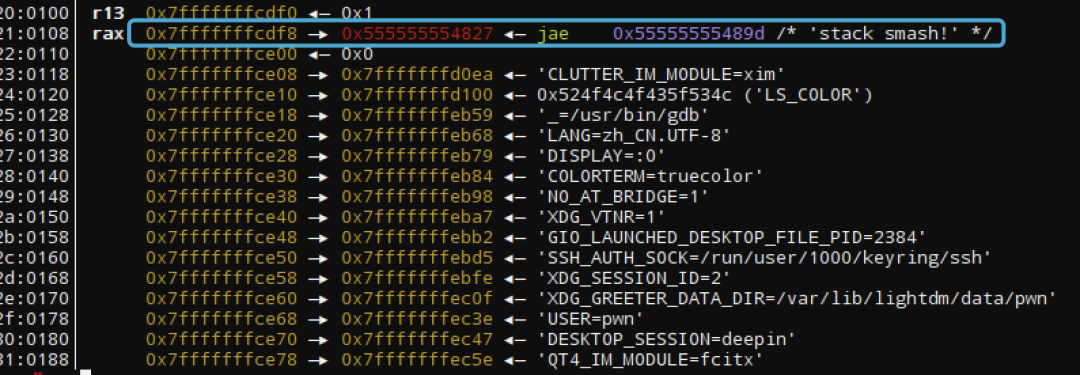 20:0100 r13 0x7fffffffcdf0 ◂— 0x1
21:0108 rax 0x7fffffffcdf8 —▸ 0x555555554827 ◂— jae 0x55555555489d /* 'stack smash!' */
22:0110 0x7fffffffce00 ◂— 0x0
23:0118 0x7fffffffce08 —▸ 0x7fffffffd0ea ◂— 'CLUTTER_IM_MODULE=xim'
24:0120 0x7fffffffce10 —▸ 0x7fffffffd100 ◂— 0x524f4c4f435f534c ('LS_COLOR')
25:0128 0x7fffffffce18 —▸ 0x7fffffffeb59 ◂— '_=/usr/bin/gdb'
26:0130 0x7fffffffce20 —▸ 0x7fffffffeb68 ◂— 'LANG=zh_CN.UTF-8'
27:0138 0x7fffffffce28 —▸ 0x7fffffffeb79 ◂— 'DISPLAY=:0'
28:0140 0x7fffffffce30 —▸ 0x7fffffffeb84 ◂— 'COLORTERM=truecolor'
29:0148 0x7fffffffce38 —▸ 0x7fffffffeb98 ◂— 'NO_AT_BRIDGE=1'
2a:0150 0x7fffffffce40 —▸ 0x7fffffffeba7 ◂— 'XDG_VTNR=1'
2b:0158 0x7fffffffce48 —▸ 0x7fffffffebb2 ◂— 'GIO_LAUNCHED_DESKTOP_FILE_PID=2384'
2c:0160 0x7fffffffce50 —▸ 0x7fffffffebd5 ◂— 'SSH_AUTH_SOCK=/run/user/1000/keyring/ssh'
2d:0168 0x7fffffffce58 —▸ 0x7fffffffebfe ◂— 'XDG_SESSION_ID=2'
2e:0170 0x7fffffffce60 —▸ 0x7fffffffec0f ◂— 'XDG_GREETER_DATA_DIR=/var/lib/lightdm/data/pwn'
2f:0178 0x7fffffffce68 —▸ 0x7fffffffec3e ◂— 'USER=pwn'
30:0180 0x7fffffffce70 —▸ 0x7fffffffec47 ◂— 'DESKTOP_SESSION=deepin'
31:0188 0x7fffffffce78 —▸ 0x7fffffffec5e ◂— 'QT4_IM_MODULE=fcitx'